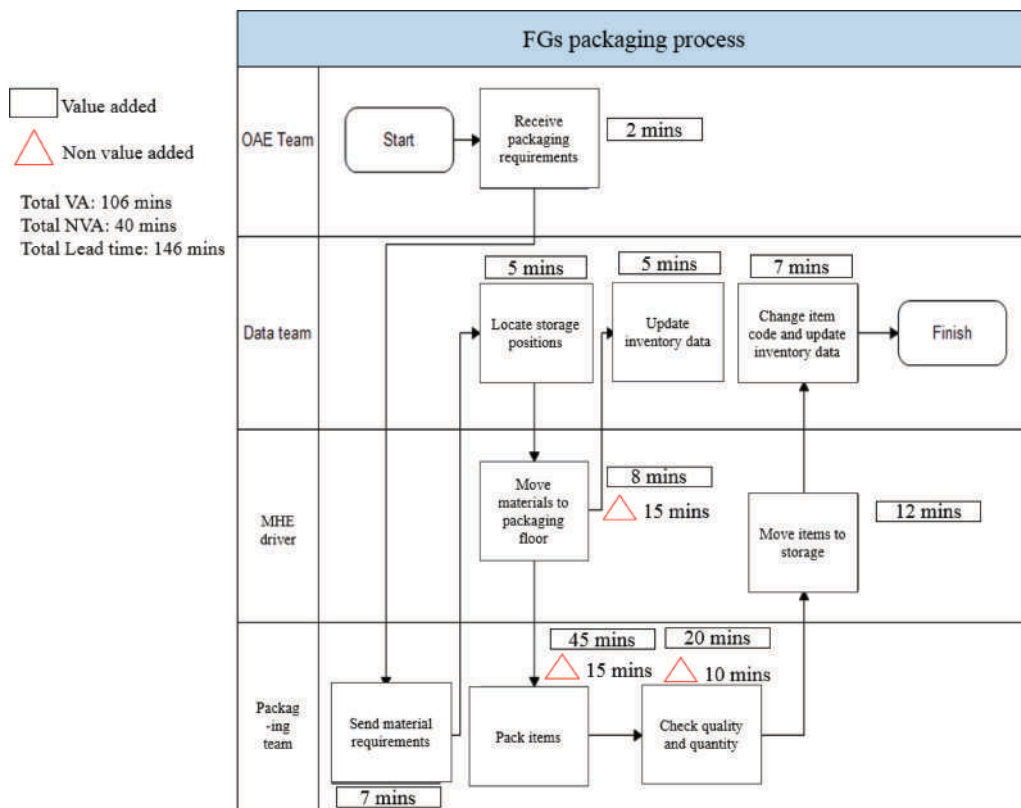 FGs packaging process
Value added
Non value added
Total VA: 106 mins
Total NVA: 40 mins
Total Lead time: 146 mins
OAE Team
Start
Receive
packaging
requirements
2 mins
Data team
5 mins
Locate storage
positions
5 mins
Update
inventory data
7 mins
Change item
code and update
inventory data
Finish
MHE
driver
Move
materials to
packaging
floor
8 mins
15 mins
Move items to
storage
12 mins
Packag
-ing
team
Send material
requirements
7 mins
45 mins
15 mins
Pack items
20 mins
10 mins
Check quality
and quantity